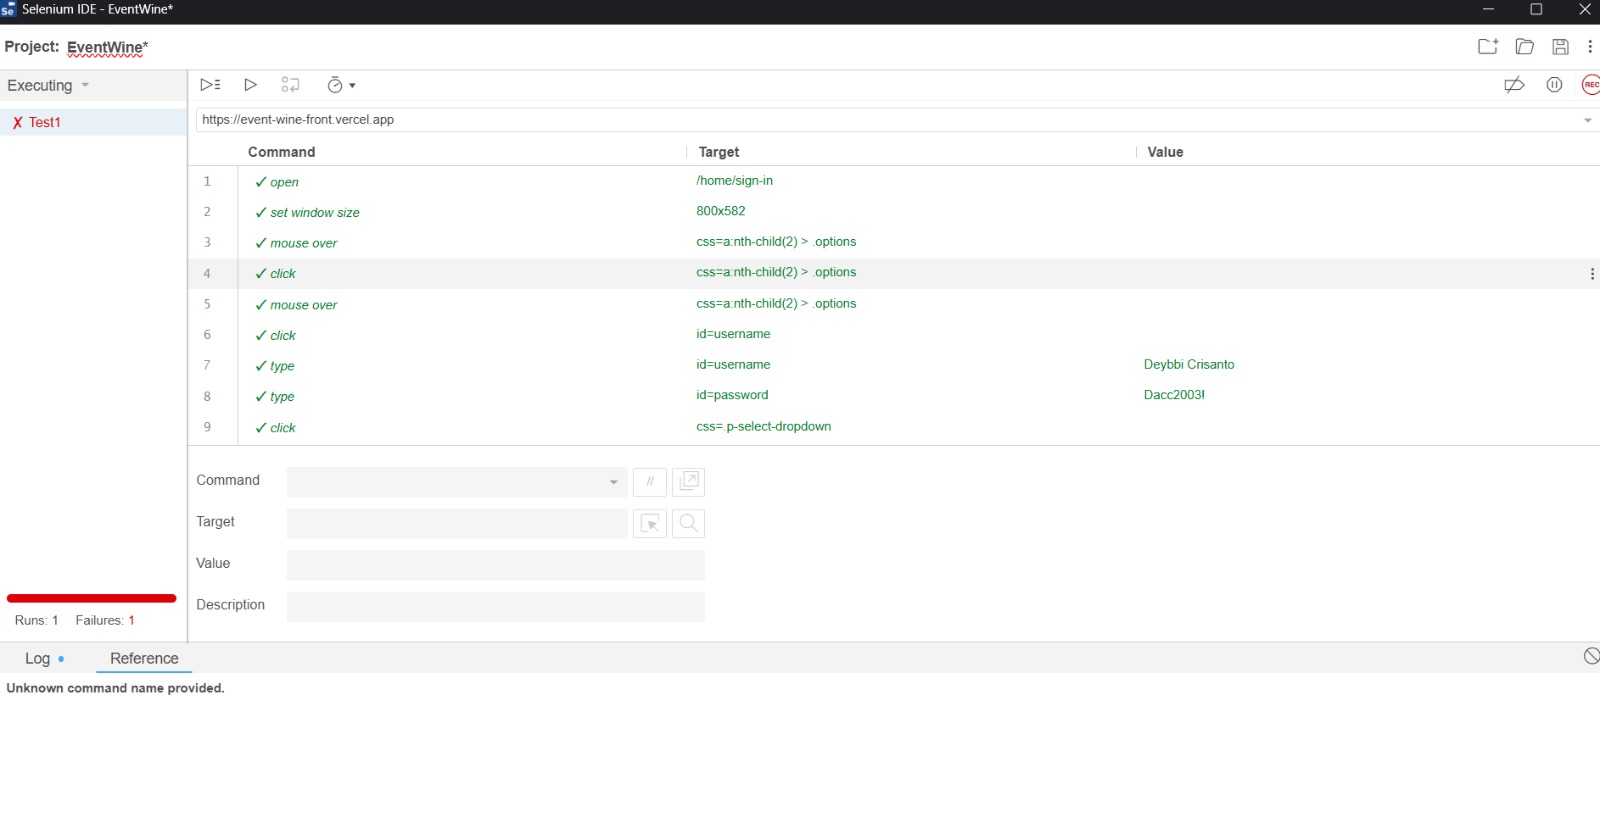 Se Selenium IDE - EventWine*
Project: EventWine*
Executing
REC
✗ Test1
https://event-wine-front.vercel.app
Command Target Value
1 ✓ open /home/sign-in
2 ✓ set window size 800x582
3 ✓ mouse over css=a:nth-child(2) > .options
4 ✓ click css=a:nth-child(2) > .options
5 ✓ mouse over css=a:nth-child(2) > .options
6 ✓ click id=username
7 ✓ type id=username Deybbi Crisanto
8 ✓ type id=password Dacc2003!
9 ✓ click css=.p-select-dropdown
Command //
Target
Value
Description
Runs: 1 Failures: 1
Log Reference
Unknown command name provided.